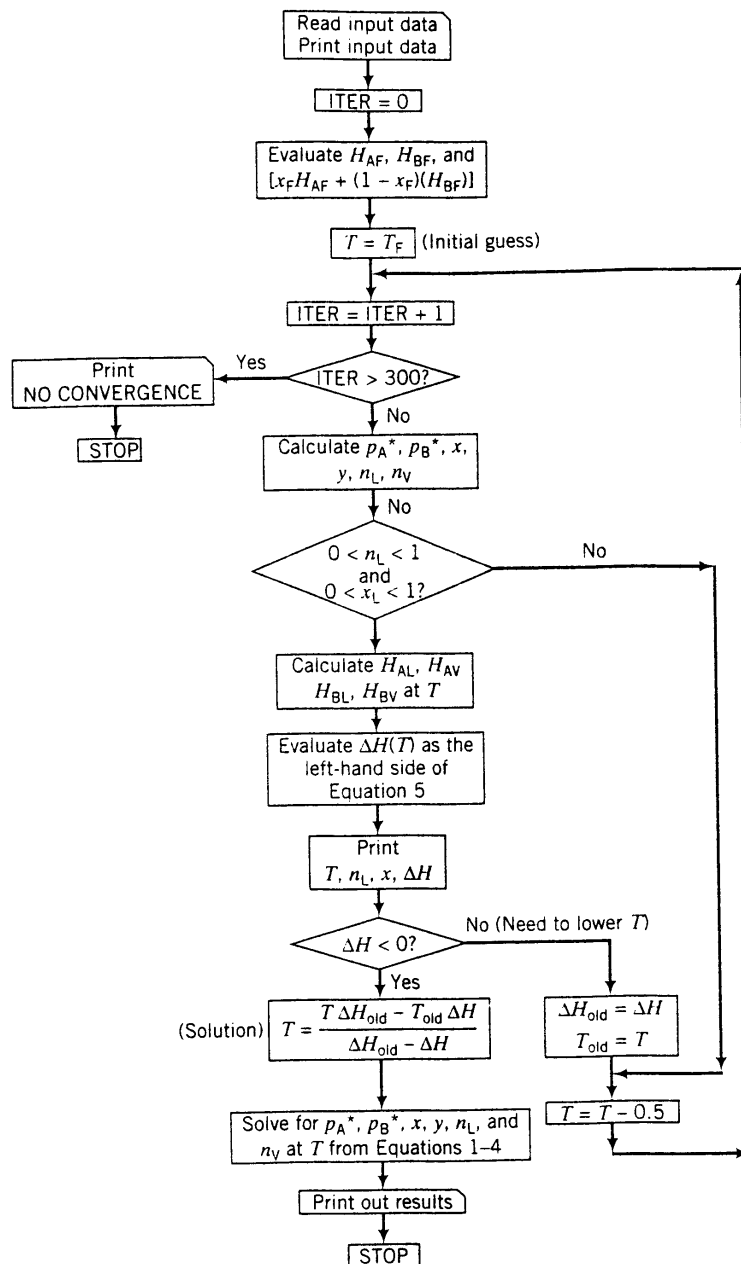 Read input data
Print input data
ITER = 0
Evaluate H_AF, H_BF, and
[x_F H_AF + (1 − x_F)(H_BF)]
T = T_F (Initial guess)
ITER = ITER + 1
ITER > 300?
Yes
Print
NO CONVERGENCE
STOP
No
Calculate p_A*, p_B*, x,
y, n_L, n_V
No
0 < n_L < 1
and
0 < x_L < 1?
No
Calculate H_AL, H_AV
H_BL, H_BV at T
Evaluate ΔH(T) as the
left-hand side of
Equation 5
Print
T, n_L, x, ΔH
ΔH < 0?
No (Need to lower T)
Yes
(Solution) T = (T ΔH_old − T_old ΔH) / (ΔH_old − ΔH)
ΔH_old = ΔH
T_old = T
T = T − 0.5
Solve for p_A*, p_B*, x, y, n_L, and
n_V at T from Equations 1–4
Print out results
STOP